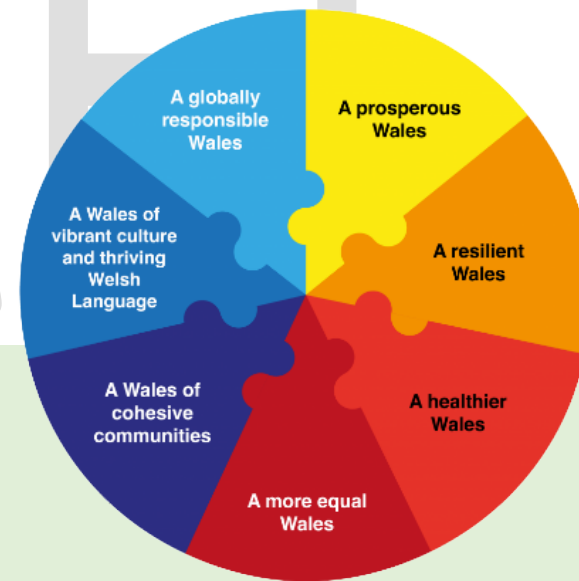 A prosperous
Wales
A resilient
Wales
A healthier
Wales
A more equal
Wales
A Wales of
cohesive
communities
A Wales of
vibrant culture
and thriving
Welsh
Language
A globally
responsible
Wales